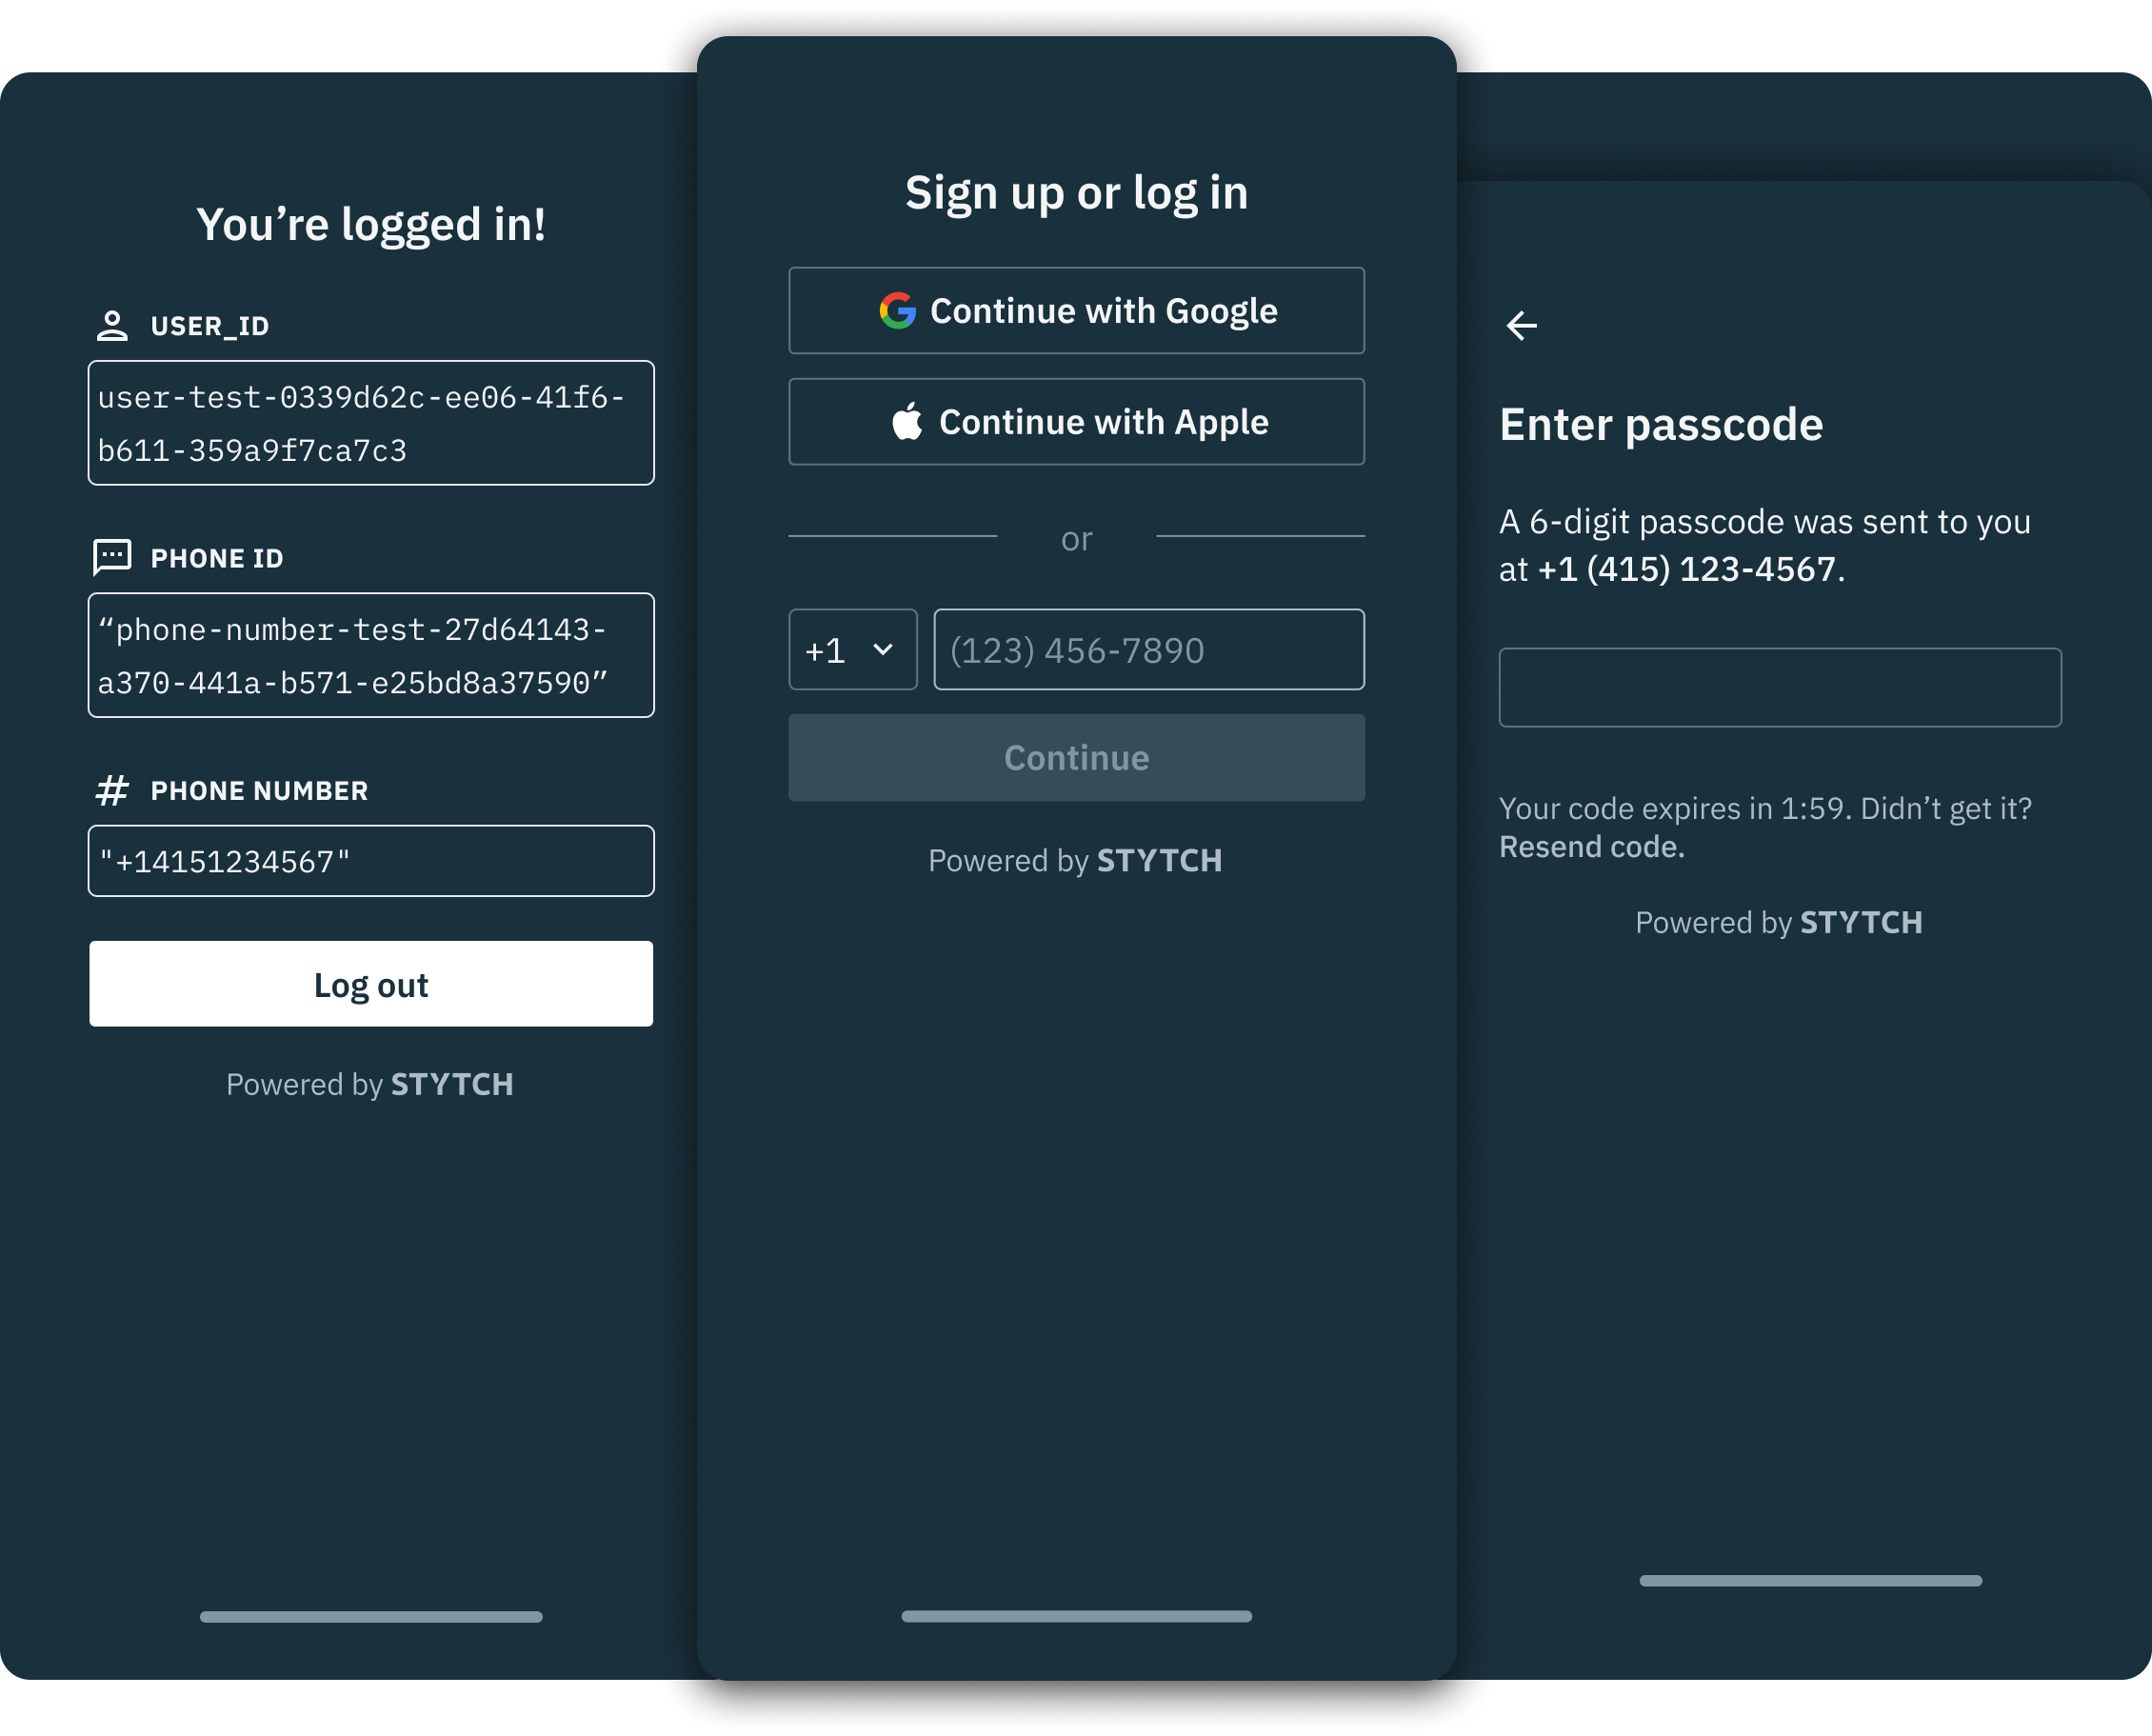 You’re logged in!
USER_ID
user-test-0339d62c-ee06-41f6-
b611-359a9f7ca7c3
PHONE ID
“phone-number-test-27d64143-
a370-441a-b571-e25bd8a37590”
PHONE NUMBER
"+14151234567"
Log out
Powered by STYTCH
Sign up or log in
Continue with Google
Continue with Apple
or
+1
(123) 456-7890
Continue
Powered by STYTCH
Enter passcode
A 6-digit passcode was sent to you
at +1 (415) 123-4567.
Your code expires in 1:59. Didn’t get it?
Resend code.
Powered by STYTCH